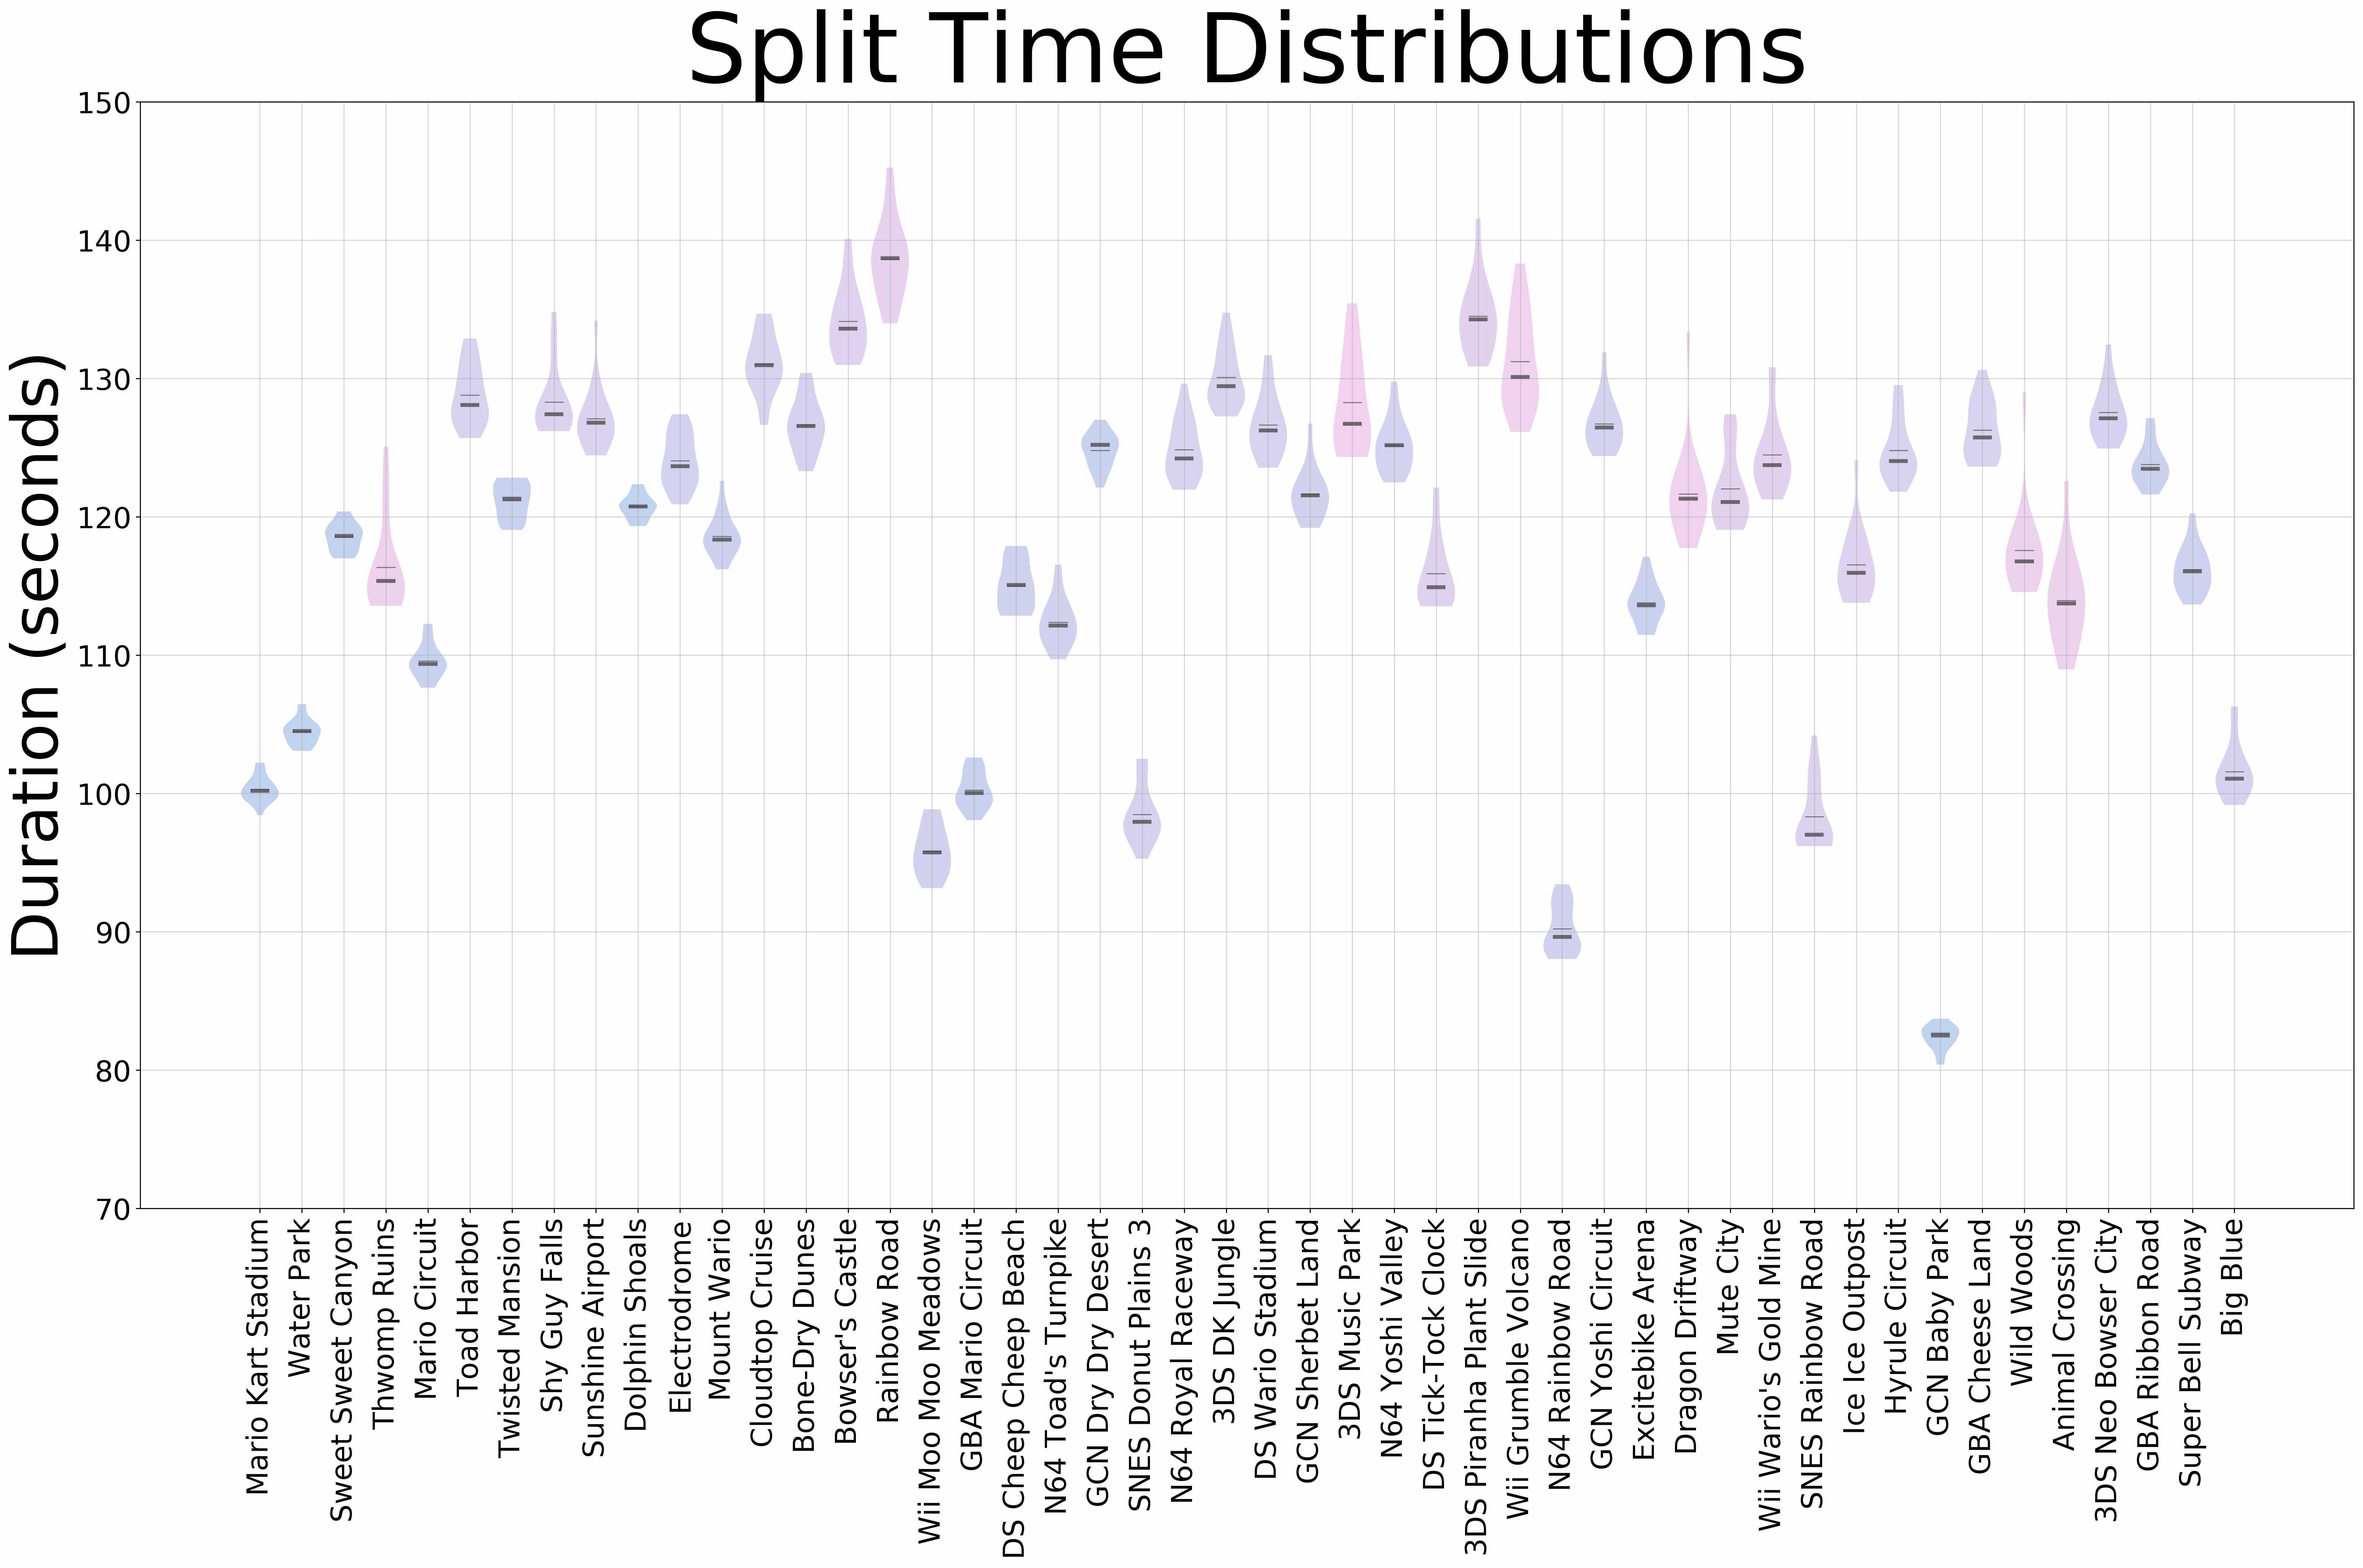 Split Time Distributions
Duration (seconds)
150
140
130
120
110
100
90
80
70
Mario Kart Stadium
Water Park
Sweet Sweet Canyon
Thwomp Ruins
Mario Circuit
Toad Harbor
Twisted Mansion
Shy Guy Falls
Sunshine Airport
Dolphin Shoals
Electrodrome
Mount Wario
Cloudtop Cruise
Bone-Dry Dunes
Bowser's Castle
Rainbow Road
Wii Moo Moo Meadows
GBA Mario Circuit
DS Cheep Cheep Beach
N64 Toad's Turnpike
GCN Dry Dry Desert
SNES Donut Plains 3
N64 Royal Raceway
3DS DK Jungle
DS Wario Stadium
GCN Sherbet Land
3DS Music Park
N64 Yoshi Valley
DS Tick-Tock Clock
3DS Piranha Plant Slide
Wii Grumble Volcano
N64 Rainbow Road
GCN Yoshi Circuit
Excitebike Arena
Dragon Driftway
Mute City
Wii Wario's Gold Mine
SNES Rainbow Road
Ice Ice Outpost
Hyrule Circuit
GCN Baby Park
GBA Cheese Land
Wild Woods
Animal Crossing
3DS Neo Bowser City
GBA Ribbon Road
Super Bell Subway
Big Blue